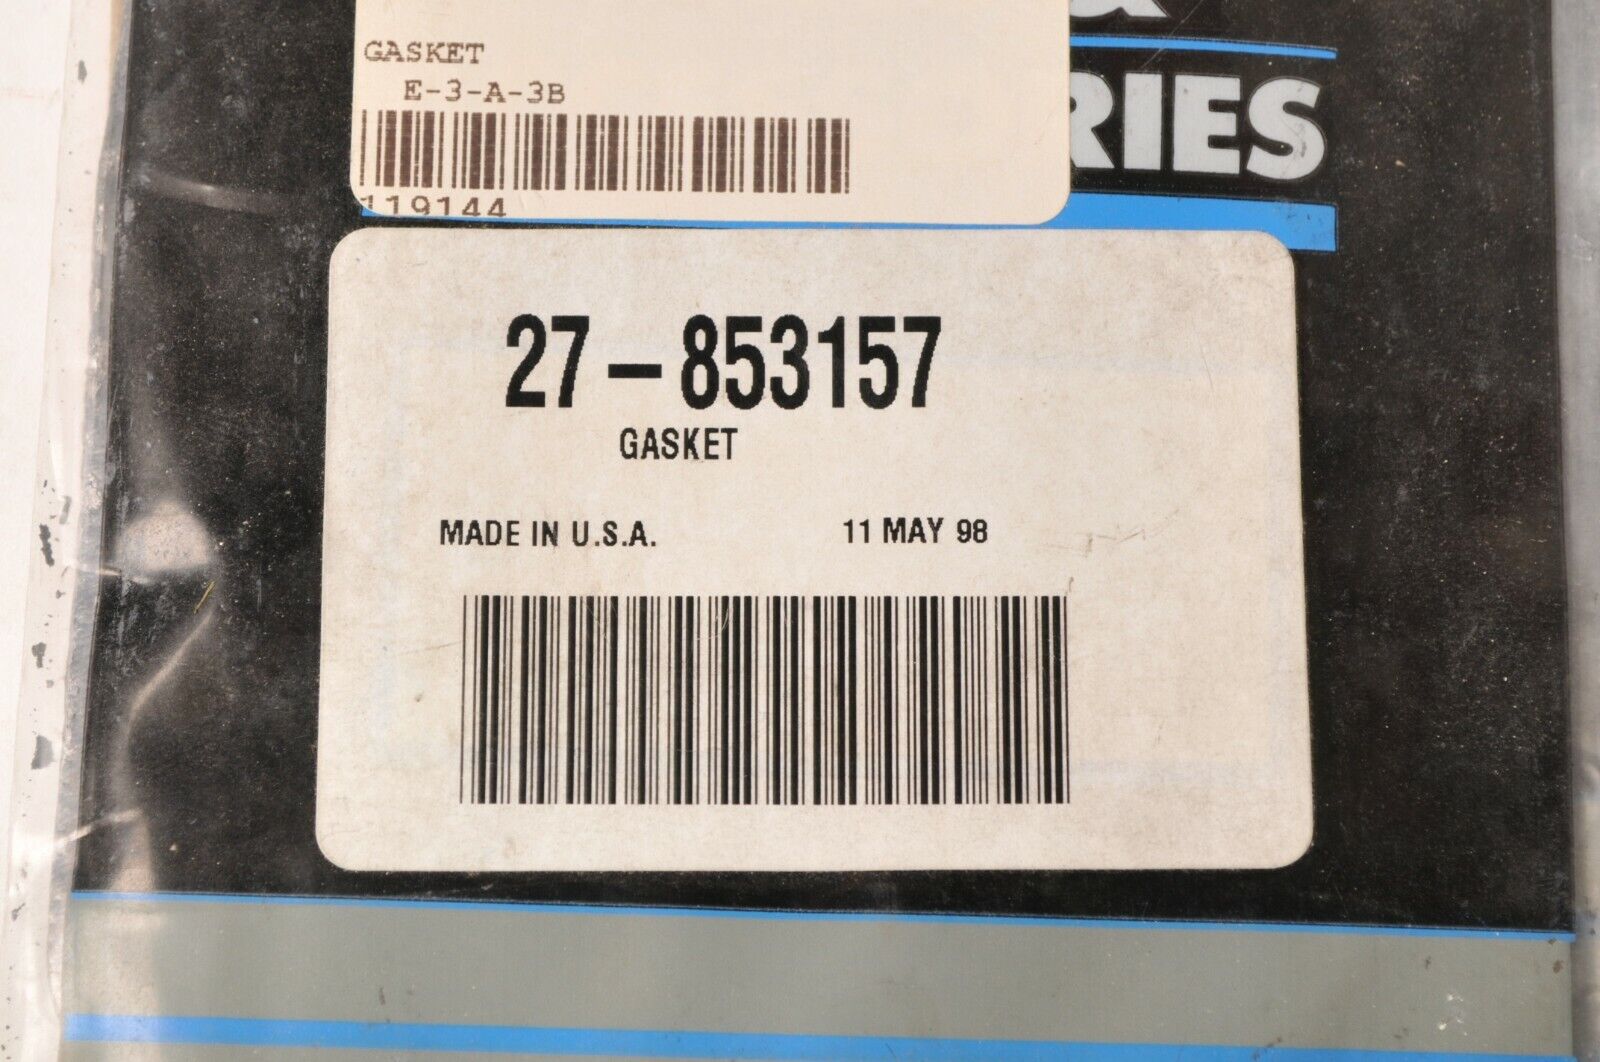 &
GASKET
E-3-A-3B
RIES
119144
27-853157
GASKET
MADE IN U.S.A. 11 MAY 98